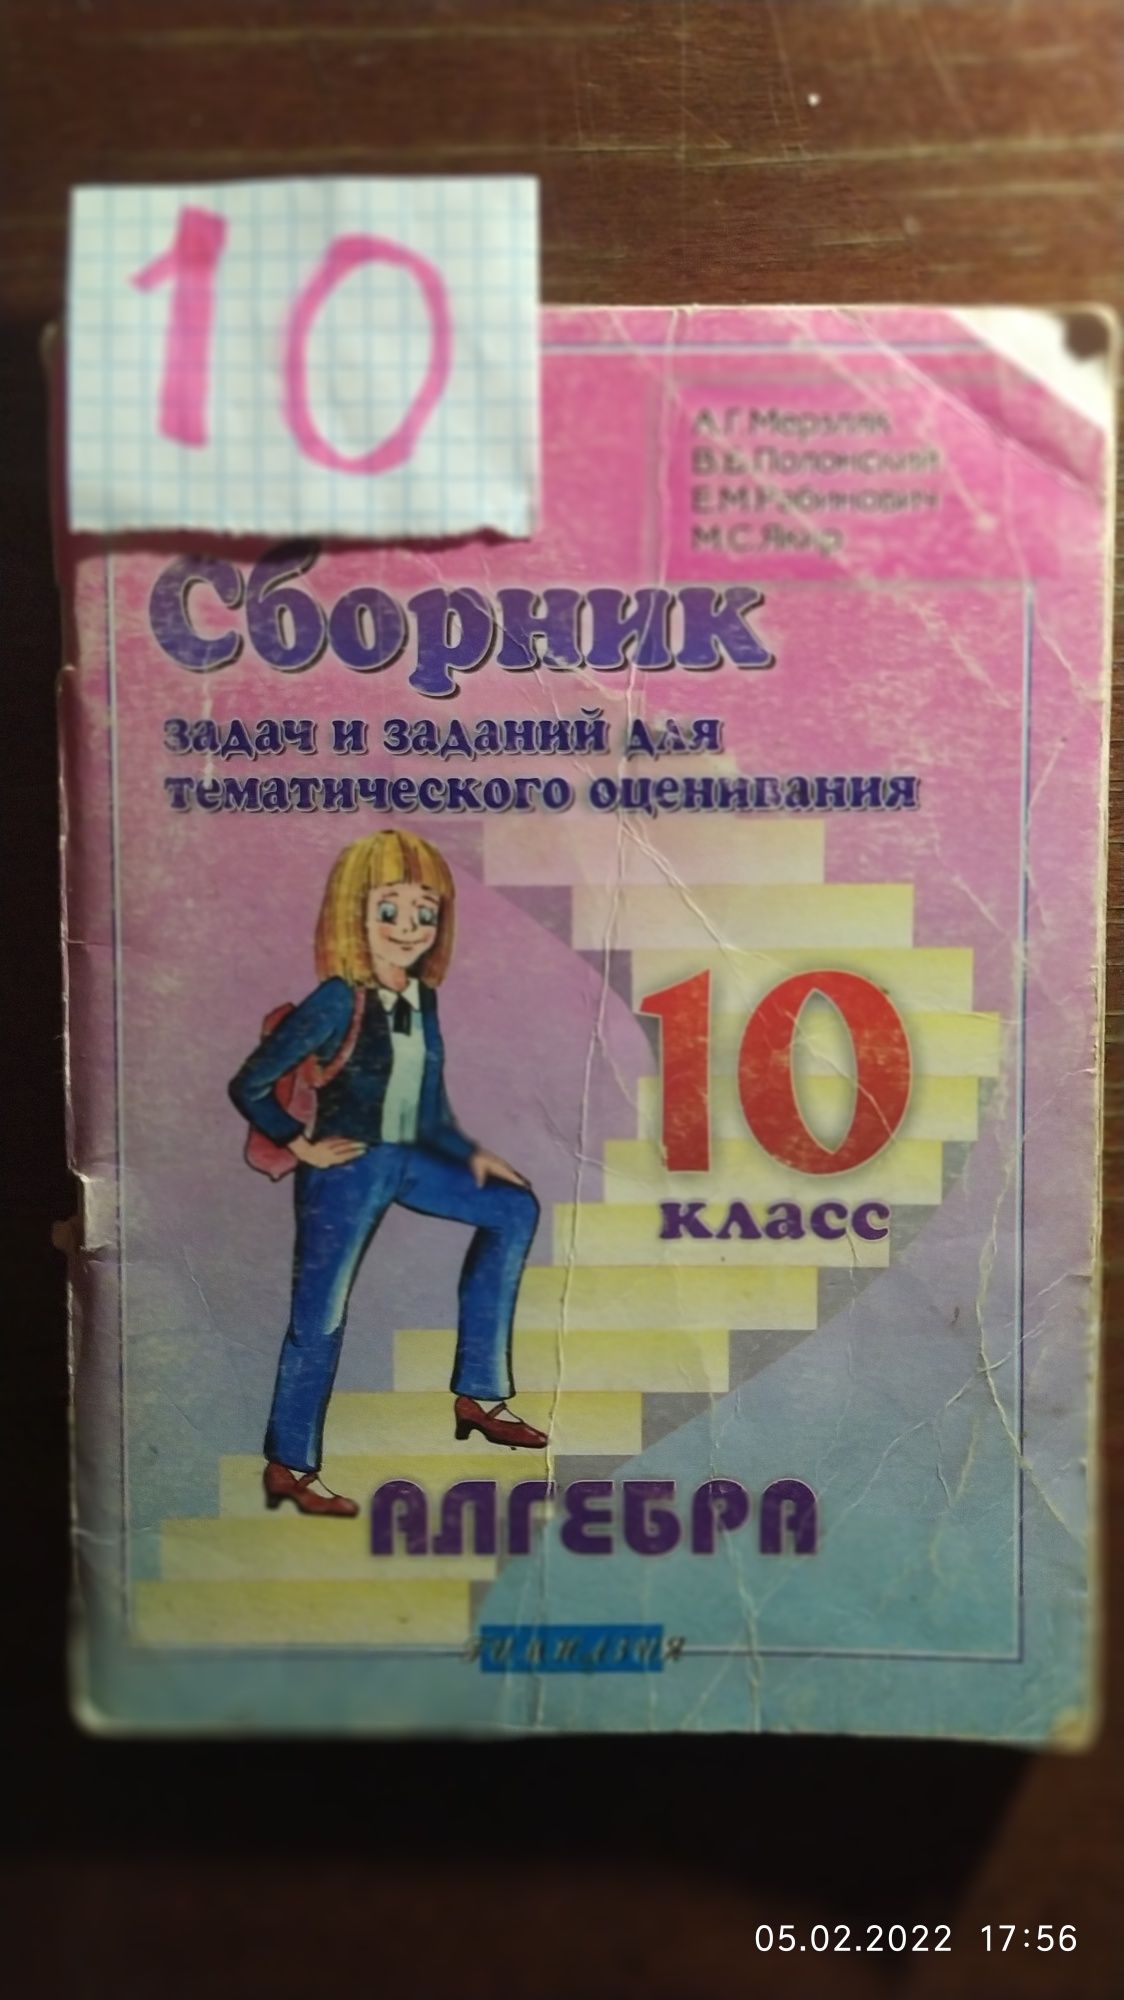 10
А.Г.Мерзляк
В.Б.Полонский
Е.М.Рабинович
М.С.Якир
Сборник
задач и заданий для
тематического оценивания
10
класс
АЛГЕБРА
ГИМНАЗИЯ
05.02.2022 17:56